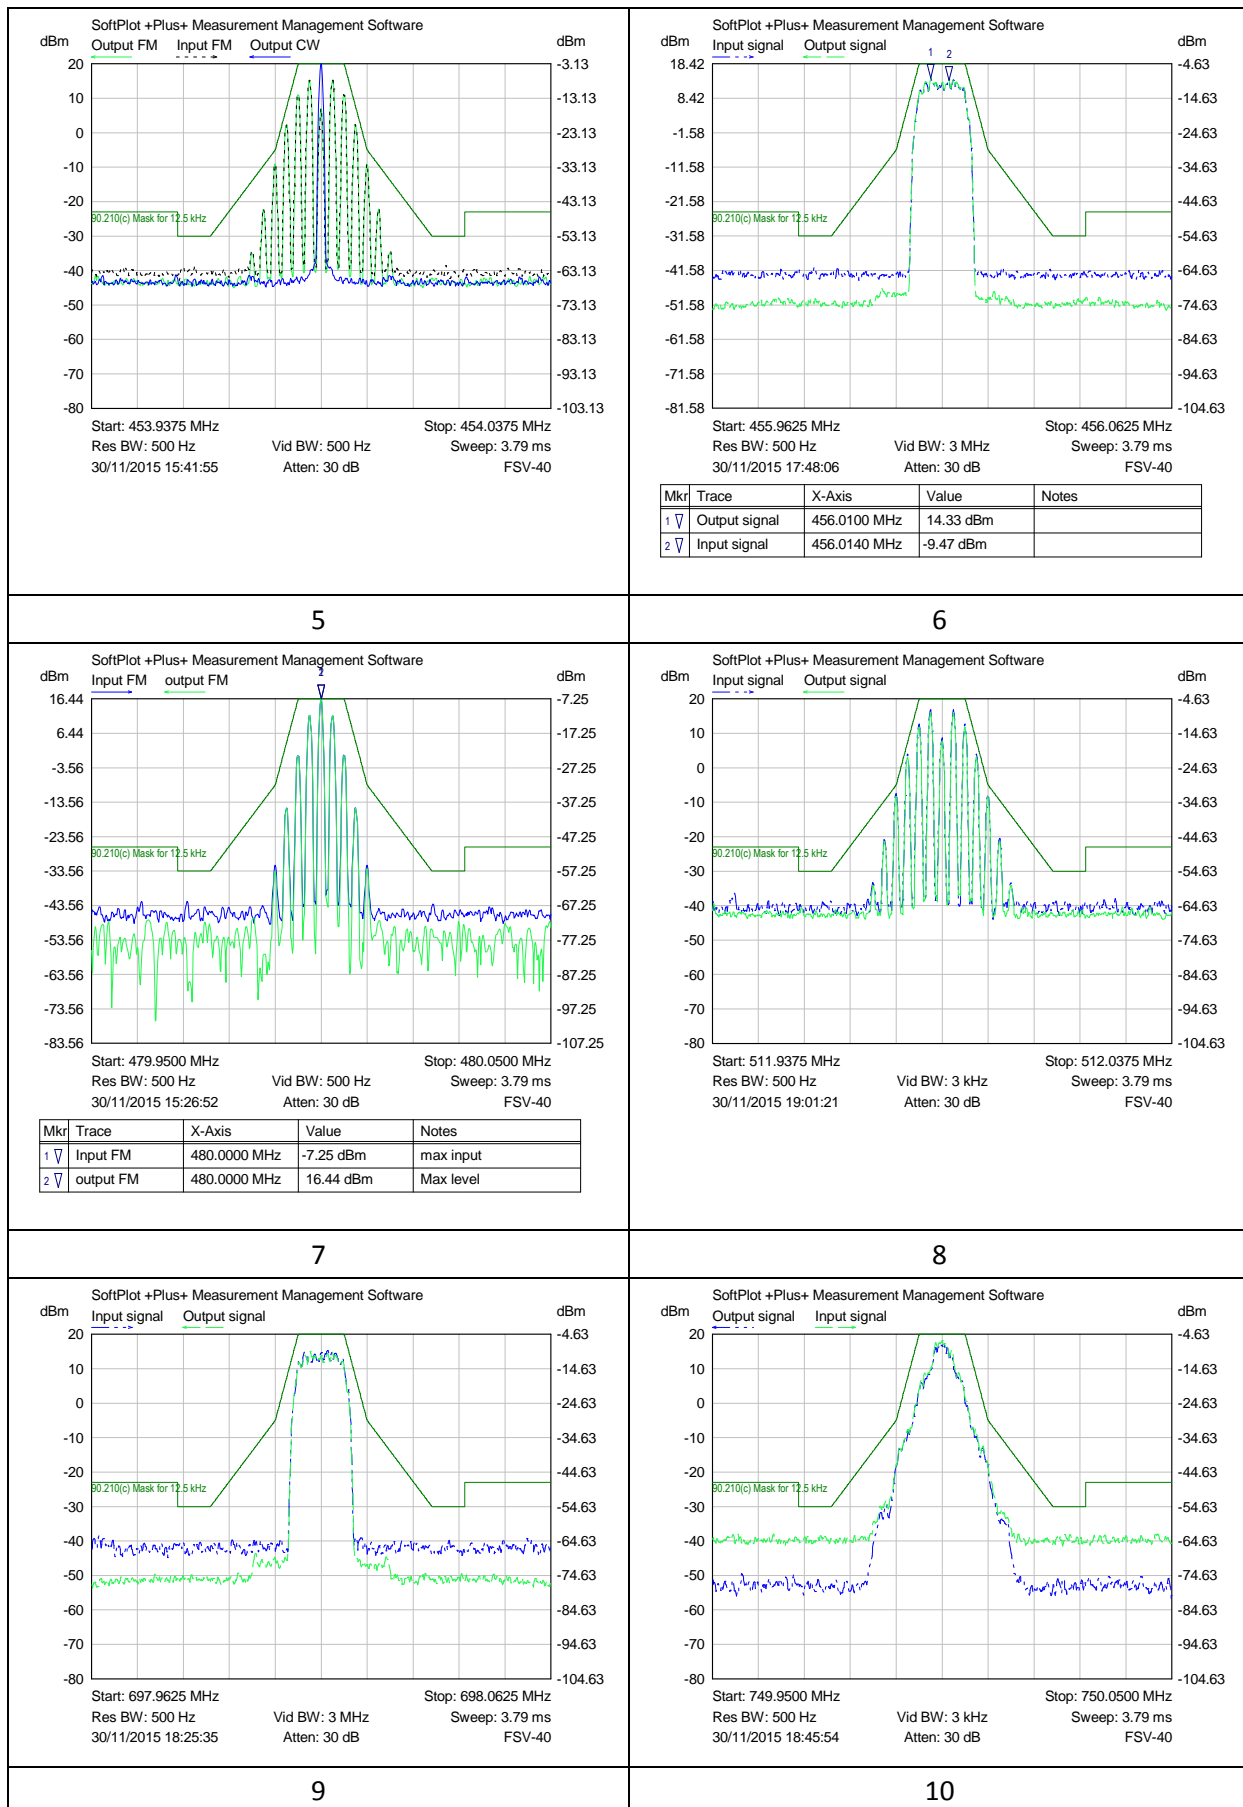 SoftPlot +Plus+ Measurement Management Software
dBm dBm
Output FM Input FM Output CW
20 -3.13
10 -13.13
0 -23.13
-10 -33.13
-20 -43.13
90.210(c) Mask for 12.5 kHz
-30 -53.13
-40 -63.13
-50 -73.13
-60 -83.13
-70 -93.13
-80 -103.13
Start: 453.9375 MHz Stop: 454.0375 MHz
Res BW: 500 Hz Vid BW: 500 Hz Sweep: 3.79 ms
30/11/2015 15:41:55 Atten: 30 dB FSV-40
5
SoftPlot +Plus+ Measurement Management Software
dBm dBm
Input signal Output signal
1 2
18.42 -4.63
8.42 -14.63
-1.58 -24.63
-11.58 -34.63
-21.58 -44.63
90.210(c) Mask for 12.5 kHz
-31.58 -54.63
-41.58 -64.63
-51.58 -74.63
-61.58 -84.63
-71.58 -94.63
-81.58 -104.63
Start: 455.9625 MHz Stop: 456.0625 MHz
Res BW: 500 Hz Vid BW: 3 MHz Sweep: 3.79 ms
30/11/2015 17:48:06 Atten: 30 dB FSV-40
Mkr Trace X-Axis Value Notes
1 Output signal 456.0100 MHz 14.33 dBm
2 Input signal 456.0140 MHz -9.47 dBm
6
SoftPlot +Plus+ Measurement Management Software
dBm dBm
Input FM output FM
2
16.44 -7.25
6.44 -17.25
-3.56 -27.25
-13.56 -37.25
-23.56 -47.25
90.210(c) Mask for 12.5 kHz
-33.56 -57.25
-43.56 -67.25
-53.56 -77.25
-63.56 -87.25
-73.56 -97.25
-83.56 -107.25
Start: 479.9500 MHz Stop: 480.0500 MHz
Res BW: 500 Hz Vid BW: 500 Hz Sweep: 3.79 ms
30/11/2015 15:26:52 Atten: 30 dB FSV-40
Mkr Trace X-Axis Value Notes
1 Input FM 480.0000 MHz -7.25 dBm max input
2 output FM 480.0000 MHz 16.44 dBm Max level
7
SoftPlot +Plus+ Measurement Management Software
dBm dBm
Input signal Output signal
20 -4.63
10 -14.63
0 -24.63
-10 -34.63
-20 -44.63
90.210(c) Mask for 12.5 kHz
-30 -54.63
-40 -64.63
-50 -74.63
-60 -84.63
-70 -94.63
-80 -104.63
Start: 511.9375 MHz Stop: 512.0375 MHz
Res BW: 500 Hz Vid BW: 3 kHz Sweep: 3.79 ms
30/11/2015 19:01:21 Atten: 30 dB FSV-40
8
SoftPlot +Plus+ Measurement Management Software
dBm dBm
Input signal Output signal
20 -4.63
10 -14.63
0 -24.63
-10 -34.63
-20 -44.63
90.210(c) Mask for 12.5 kHz
-30 -54.63
-40 -64.63
-50 -74.63
-60 -84.63
-70 -94.63
-80 -104.63
Start: 697.9625 MHz Stop: 698.0625 MHz
Res BW: 500 Hz Vid BW: 3 MHz Sweep: 3.79 ms
30/11/2015 18:25:35 Atten: 30 dB FSV-40
9
SoftPlot +Plus+ Measurement Management Software
dBm dBm
Output signal Input signal
20 -4.63
10 -14.63
0 -24.63
-10 -34.63
-20 -44.63
90.210(c) Mask for 12.5 kHz
-30 -54.63
-40 -64.63
-50 -74.63
-60 -84.63
-70 -94.63
-80 -104.63
Start: 749.9500 MHz Stop: 750.0500 MHz
Res BW: 500 Hz Vid BW: 3 kHz Sweep: 3.79 ms
30/11/2015 18:45:54 Atten: 30 dB FSV-40
10